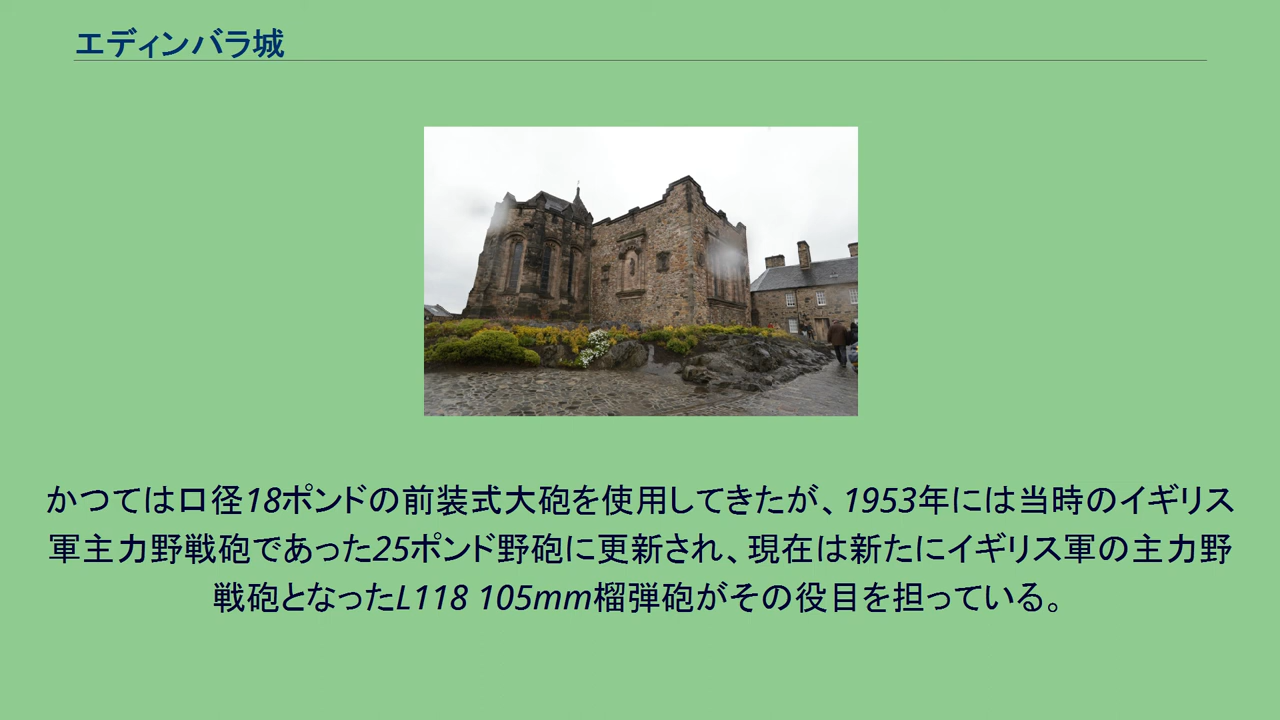 エディンバラ城
かつては口径18ポンドの前装式大砲を使用してきたが、1953年には当時のイギリス
軍主力野戦砲であった25ポンド野砲に更新され、現在は新たにイギリス軍の主力野
戦砲となったL118 105mm榴弾砲がその役目を担っている。